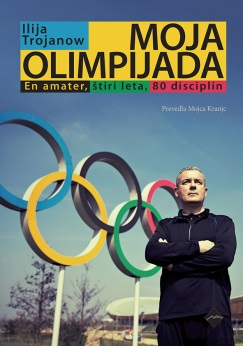 Ilija
Trojanow
MOJA
OLIMPIJADA
En amater, štiri leta, 80 disciplin
Prevedla Mojca Kranjc